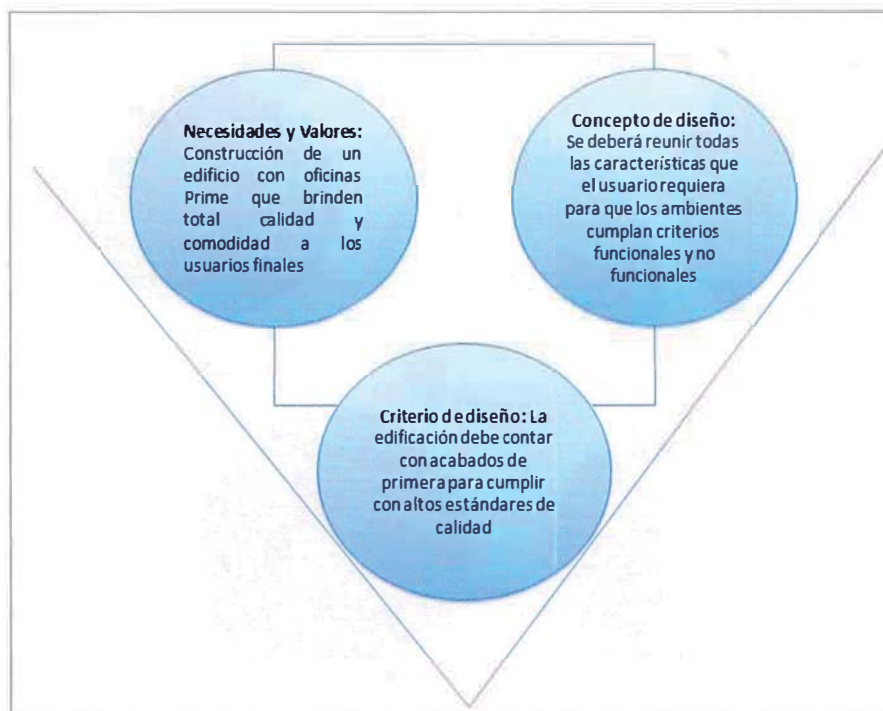 Necesidades y Valores:
Construcción de un
edificio con oficinas
Prime que brinden
total calidad y
comodidad a los
usuarios finales
Concepto de diseño:
Se deberá reunir todas
las características que
el usuario requiera
para que los ambientes
cumplan criterios
funcionales y no
funcionales
Criterio de diseño: La
edificación debe contar
con acabados de
primera para cumplir
con altos estándares de
calidad